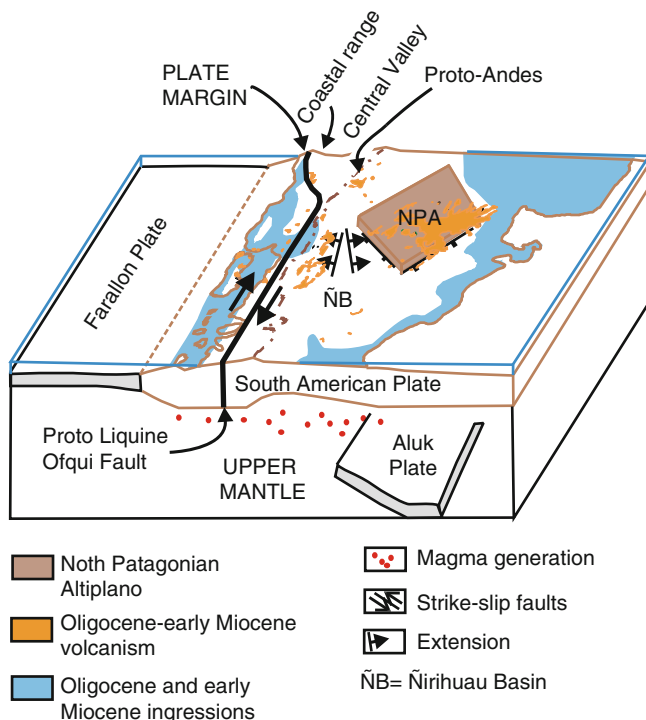 PLATE
MARGIN
Coastal range
Central Valley
Proto-Andes
Farallon Plate
NPA
ÑB
South American Plate
Proto Liquine
Ofqui Fault
UPPER
MANTLE
Aluk
Plate
Noth Patagonian
Altiplano
Oligocene-early Miocene
volcanism
Oligocene and early
Miocene ingressions
Magma generation
Strike-slip faults
Extension
ÑB= Ñirihuau Basin